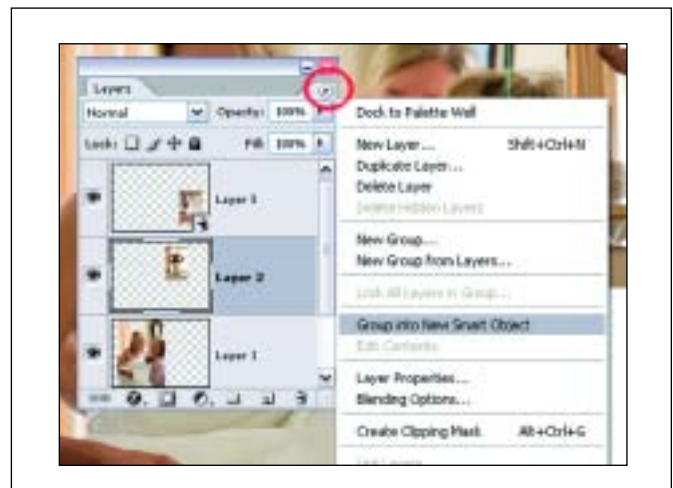 Layers
Normal Opacity: 100%
Lock: Fill: 100%
Layer 3
Layer 2
Layer 1
Dock to Palette Well
New Layer... Shift+Ctrl+N
Duplicate Layer...
Delete Layer
Delete Hidden Layers
New Group...
New Group from Layers...
Lock All Layers in Group...
Group into New Smart Object
Edit Contents
Layer Properties...
Blending Options...
Create Clipping Mask Alt+Ctrl+G
Link Layers